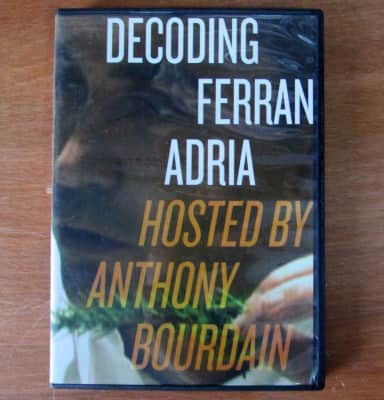 DECODING
FERRAN
ADRIA
HOSTED BY
ANTHONY
BOURDAIN